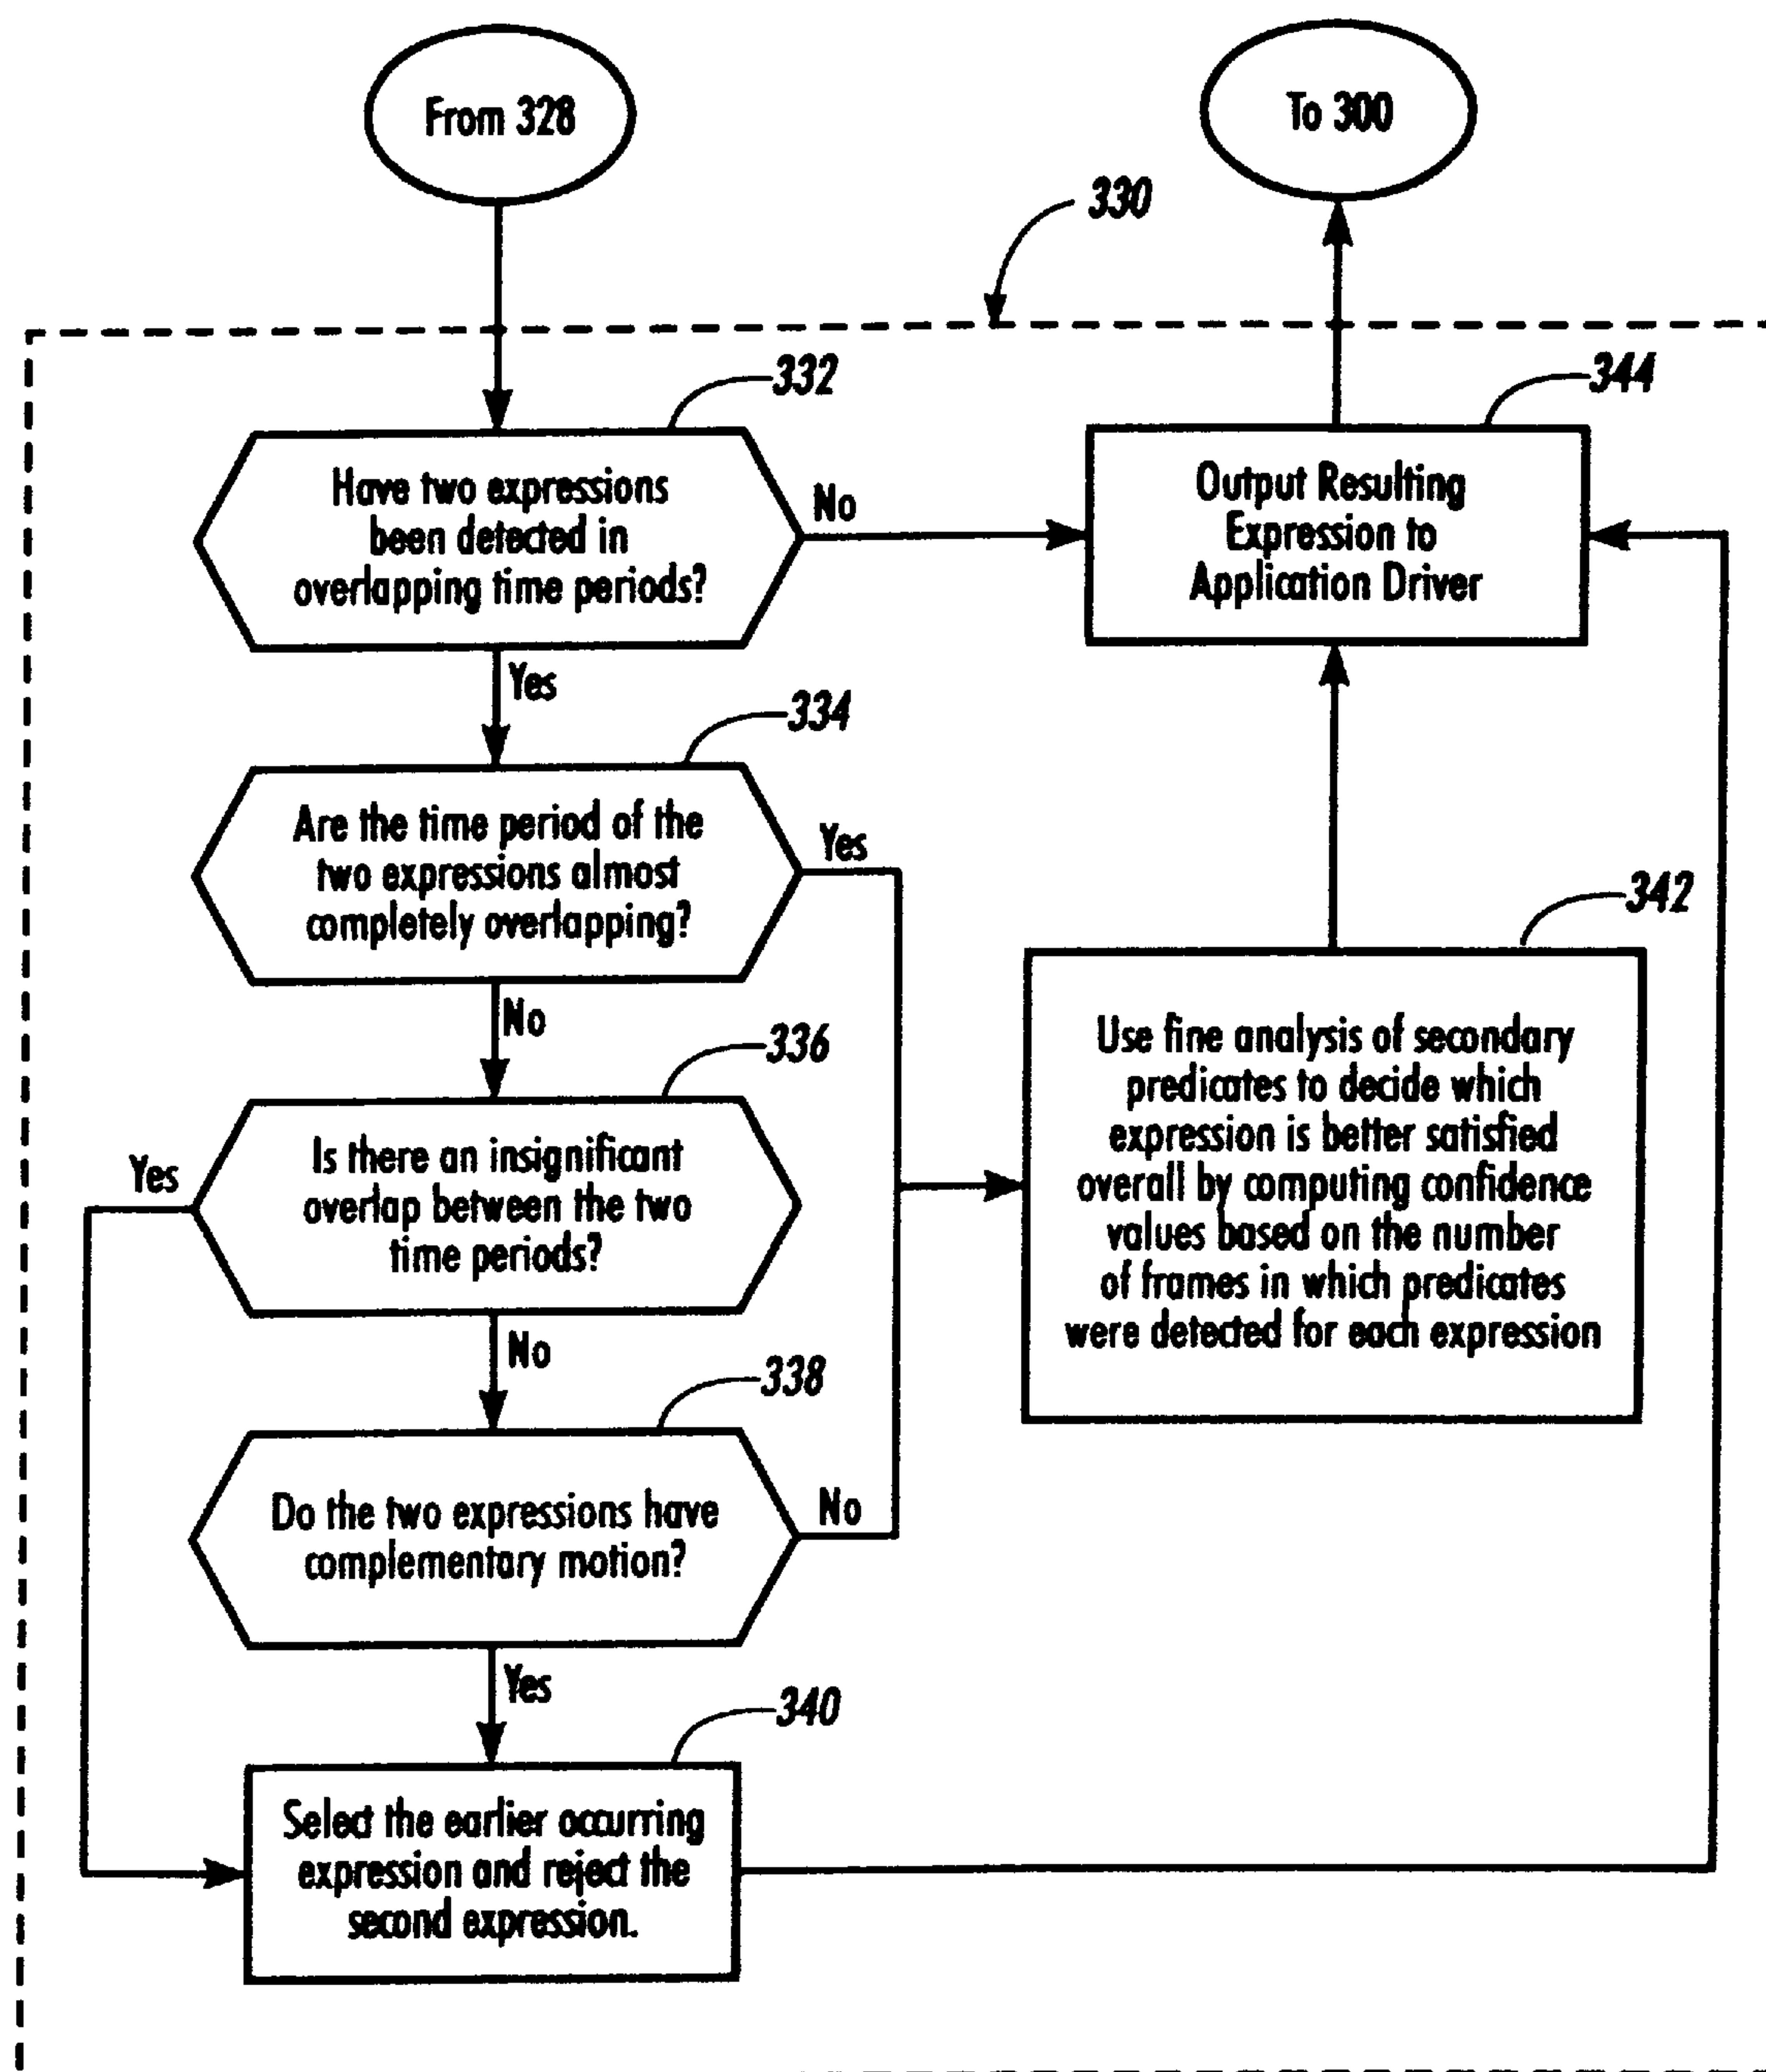 From 328
To 300
330
332
Have two expressions
been detected in
overlapping time periods?
No
Yes
344
Output Resulting
Expression to
Application Driver
334
Are the time period of the
two expressions almost
completely overlapping?
Yes
No
342
Use fine analysis of secondary
predicates to decide which
expression is better satisfied
overall by computing confidence
values based on the number
of frames in which predicates
were detected for each expression
336
Is there an insignificant
overlap between the two
time periods?
Yes
No
338
Do the two expressions have
complementary motion?
No
Yes
340
Select the earlier occurring
expression and reject the
second expression.